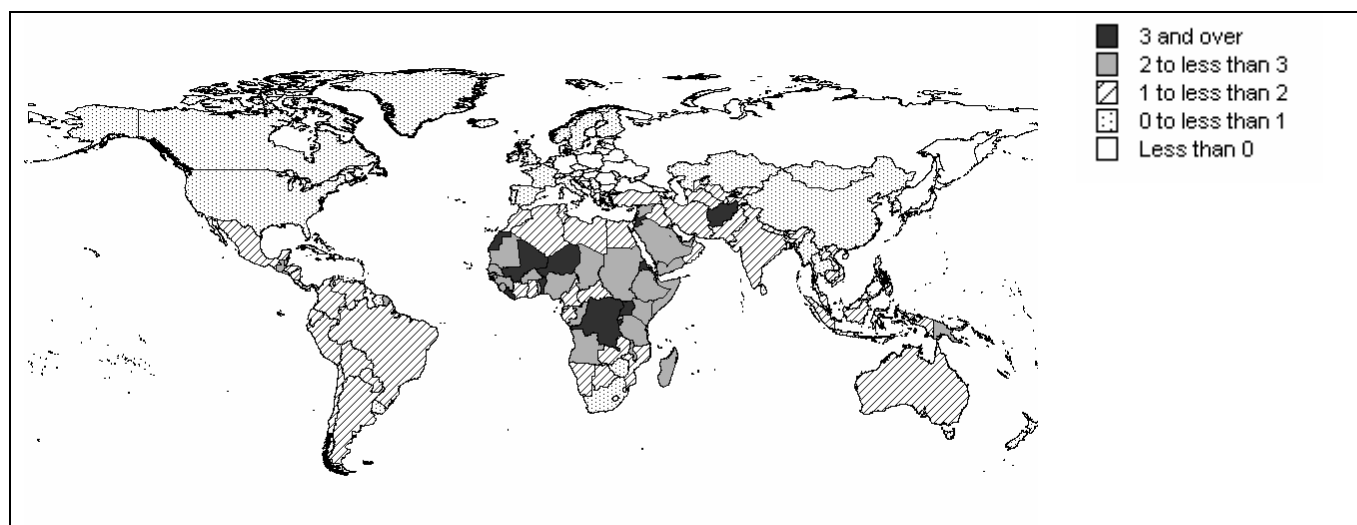 3 and over
2 to less than 3
1 to less than 2
0 to less than 1
Less than 0